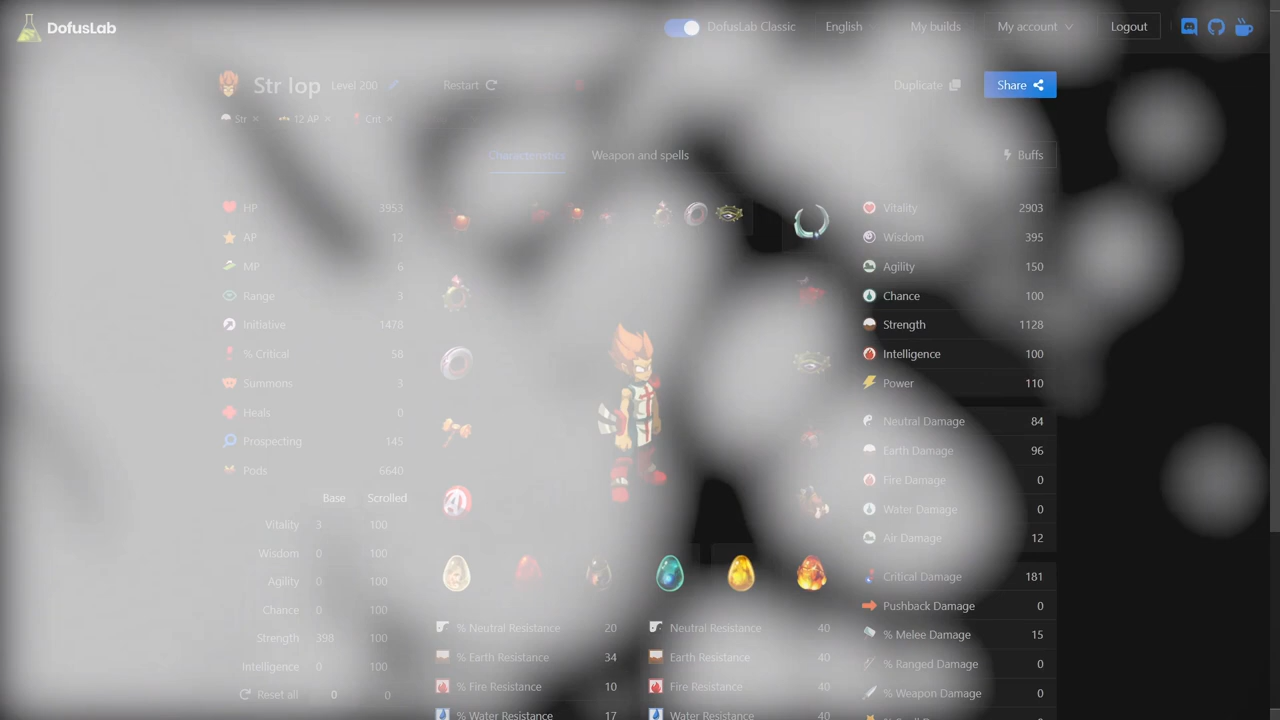 DofusLab
DofusLab Classic
English
My builds
My account
Logout
Str Iop
Level 200
Restart
Duplicate
Share
Str ×
12 AP ×
Crit ×
Characteristics
Weapon and spells
Buffs
HP 3953
AP 12
MP 6
Range 3
Initiative 1478
% Critical 58
Summons 3
Heals 0
Prospecting 145
Pods 6640
Base Scrolled
Vitality 3 100
Wisdom 0 100
Agility 0 100
Chance 0 100
Strength 398 100
Intelligence 0 100
Reset all 0 0
% Neutral Resistance 20
% Earth Resistance 34
% Fire Resistance 10
% Water Resistance 17
Neutral Resistance 40
Earth Resistance 40
Fire Resistance 40
Water Resistance 40
Vitality 2903
Wisdom 395
Agility 150
Chance 100
Strength 1128
Intelligence 100
Power 110
Neutral Damage 84
Earth Damage 96
Fire Damage 0
Water Damage 0
Air Damage 12
Critical Damage 181
Pushback Damage 0
% Melee Damage 15
% Ranged Damage 0
% Weapon Damage 0